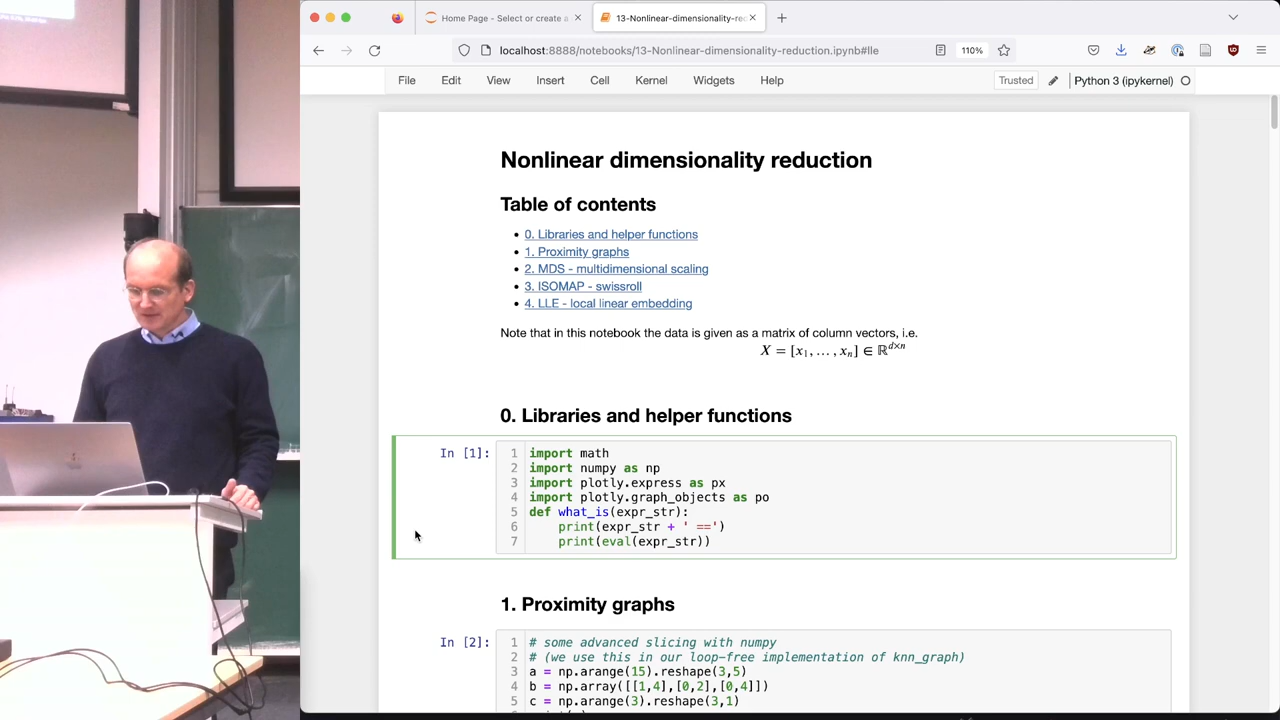 Home Page - Select or create a
13-Nonlinear-dimensionality-re
localhost:8888/notebooks/13-Nonlinear-dimensionality-reduction.ipynb#lle
110%
File Edit View Insert Cell Kernel Widgets Help
Trusted
Python 3 (ipykernel)
Nonlinear dimensionality reduction
Table of contents
• 0. Libraries and helper functions
• 1. Proximity graphs
• 2. MDS - multidimensional scaling
• 3. ISOMAP - swissroll
• 4. LLE - local linear embedding
Note that in this notebook the data is given as a matrix of column vectors, i.e.
X = [x₁, … , xₙ] ∈ ℝᵈˣⁿ
0. Libraries and helper functions
In [1]:
1 import math
2 import numpy as np
3 import plotly.express as px
4 import plotly.graph_objects as po
5 def what_is(expr_str):
6     print(expr_str + ' ==')
7     print(eval(expr_str))
1. Proximity graphs
In [2]:
1 # some advanced slicing with numpy
2 # (we use this in our loop-free implementation of knn_graph)
3 a = np.arange(15).reshape(3,5)
4 b = np.array([[1,4],[0,2],[0,4]])
5 c = np.arange(3).reshape(3,1)